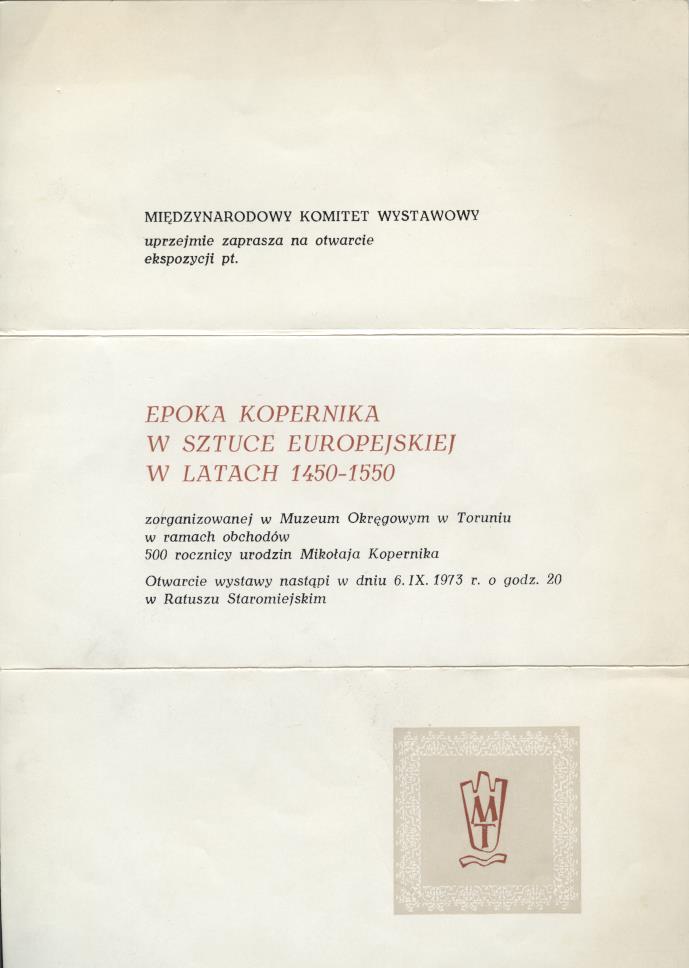 MIĘDZYNARODOWY KOMITET WYSTAWOWY
uprzejmie zaprasza na otwarcie
ekspozycji pt.
EPOKA KOPERNIKA
W SZTUCE EUROPEJSKIEJ
W LATACH 1450-1550
zorganizowanej w Muzeum Okręgowym w Toruniu
w ramach obchodów
500 rocznicy urodzin Mikołaja Kopernika
Otwarcie wystawy nastąpi w dniu 6. IX. 1973 r. o godz. 20
w Ratuszu Staromiejskim
M
T